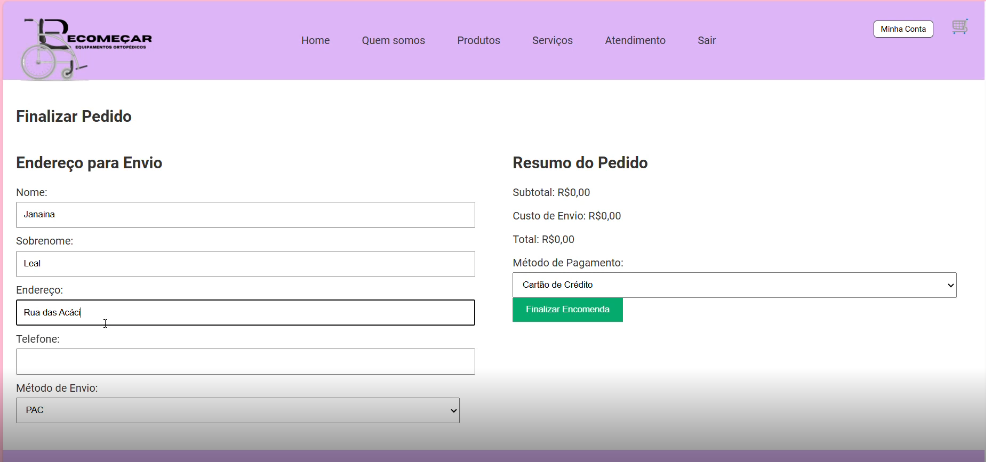 RECOMEÇAR
EQUIPAMENTOS ORTOPÉDICOS
Home
Quem somos
Produtos
Serviços
Atendimento
Sair
Minha Conta
Finalizar Pedido
Endereço para Envio
Nome:
Janaina
Sobrenome:
Leal
Endereço:
Rua das Acáci
Telefone:
Método de Envio:
PAC
Resumo do Pedido
Subtotal: R$0,00
Custo de Envio: R$0,00
Total: R$0,00
Método de Pagamento:
Cartão de Crédito
Finalizar Encomenda